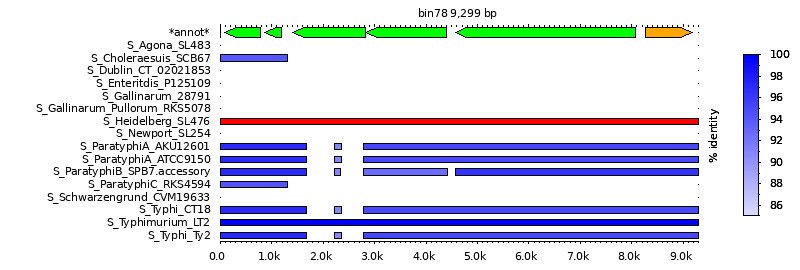 bin78 9,299 bp
*annot*
S_Agona_SL483
S_Choleraesuis_SCB67
S_Dublin_CT_02021853
S_Enteritdis_P125109
S_Gallinarum_28791
S_Gallinarum_Pullorum_RKS5078
S_Heidelberg_SL476
S_Newport_SL254
S_ParatyphiA_AKU12601
S_ParatyphiA_ATCC9150
S_ParatyphiB_SPB7.accessory
S_ParatyphiC_RKS4594
S_Schwarzengrund_CVM19633
S_Typhi_CT18
S_Typhimurium_LT2
S_Typhi_Ty2
0.0 1.0k 2.0k 3.0k 4.0k 5.0k 6.0k 7.0k 8.0k 9.0k
% identity
100
98
96
94
92
90
88
86